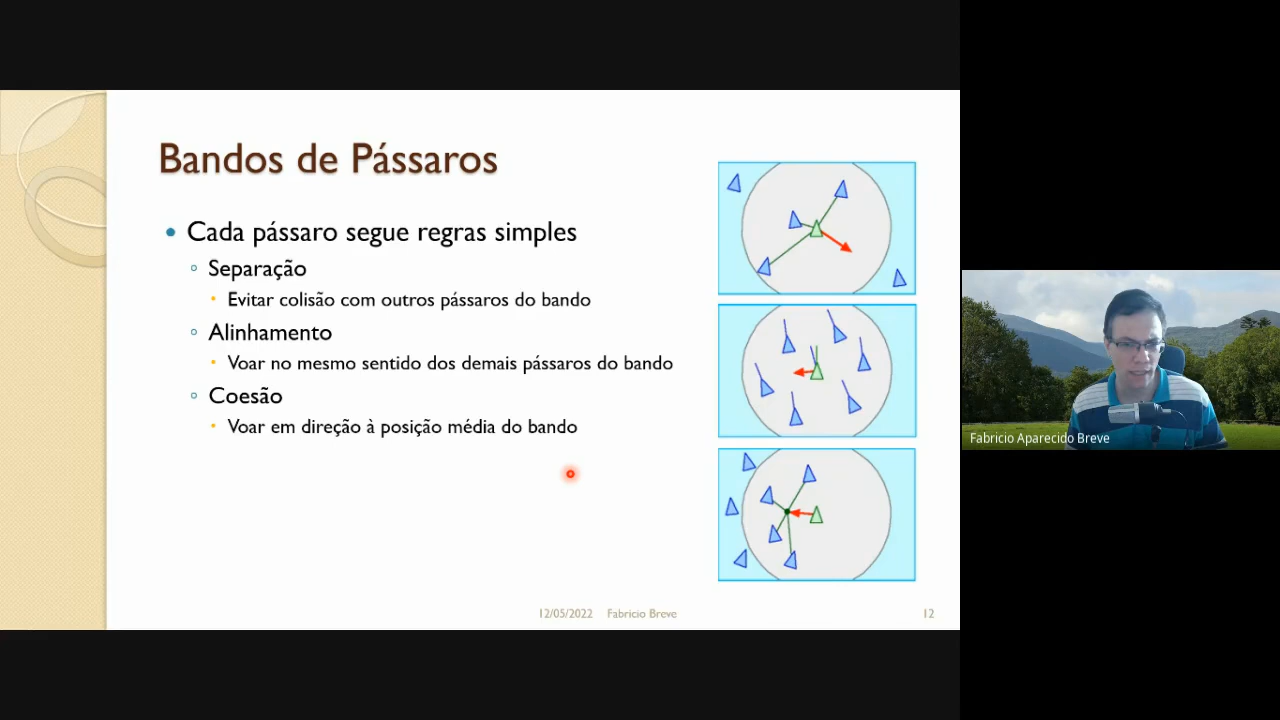 Bandos de Pássaros
Cada pássaro segue regras simples
Separação
Evitar colisão com outros pássaros do bando
Alinhamento
Voar no mesmo sentido dos demais pássaros do bando
Coesão
Voar em direção à posição média do bando
12/05/2022 Fabricio Breve 12
Fabricio Aparecido Breve